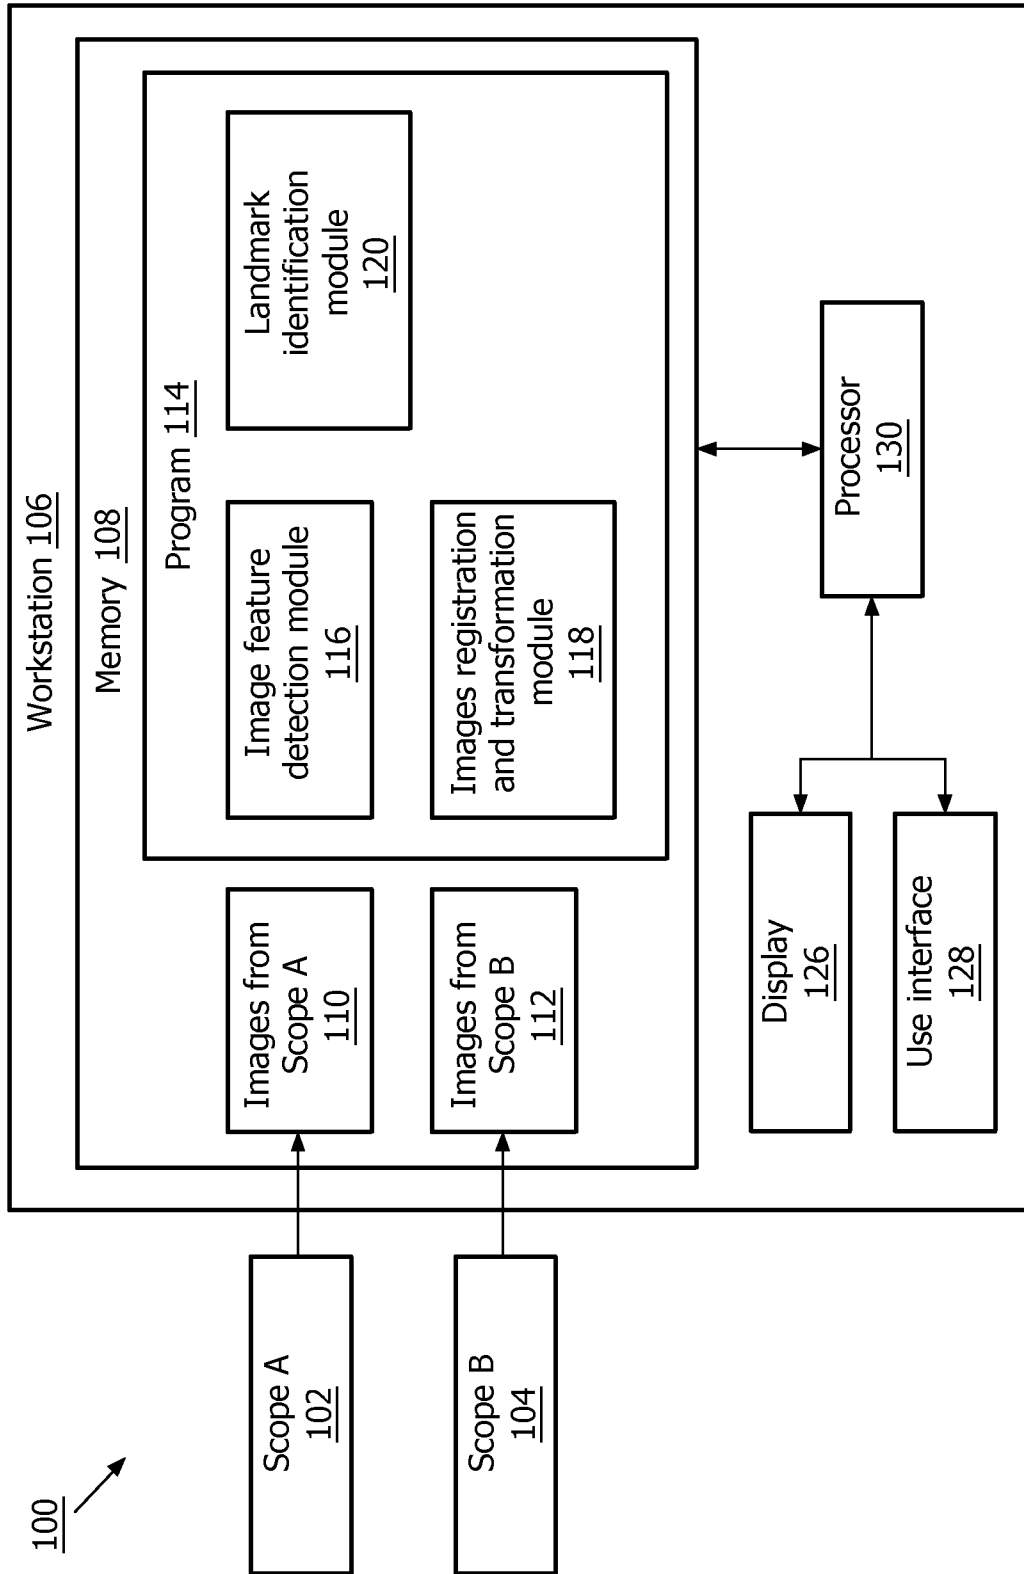 100
Workstation 106
Memory 108
Program 114
Scope A
102
Images from
Scope A
110
Image feature
detection module
116
Landmark
identification
module
120
Scope B
104
Images from
Scope B
112
Images registration
and transformation
module
118
Display
126
Processor
130
Use interface
128